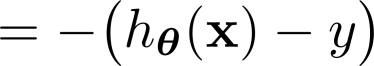 = −(h_θ(x) − y)